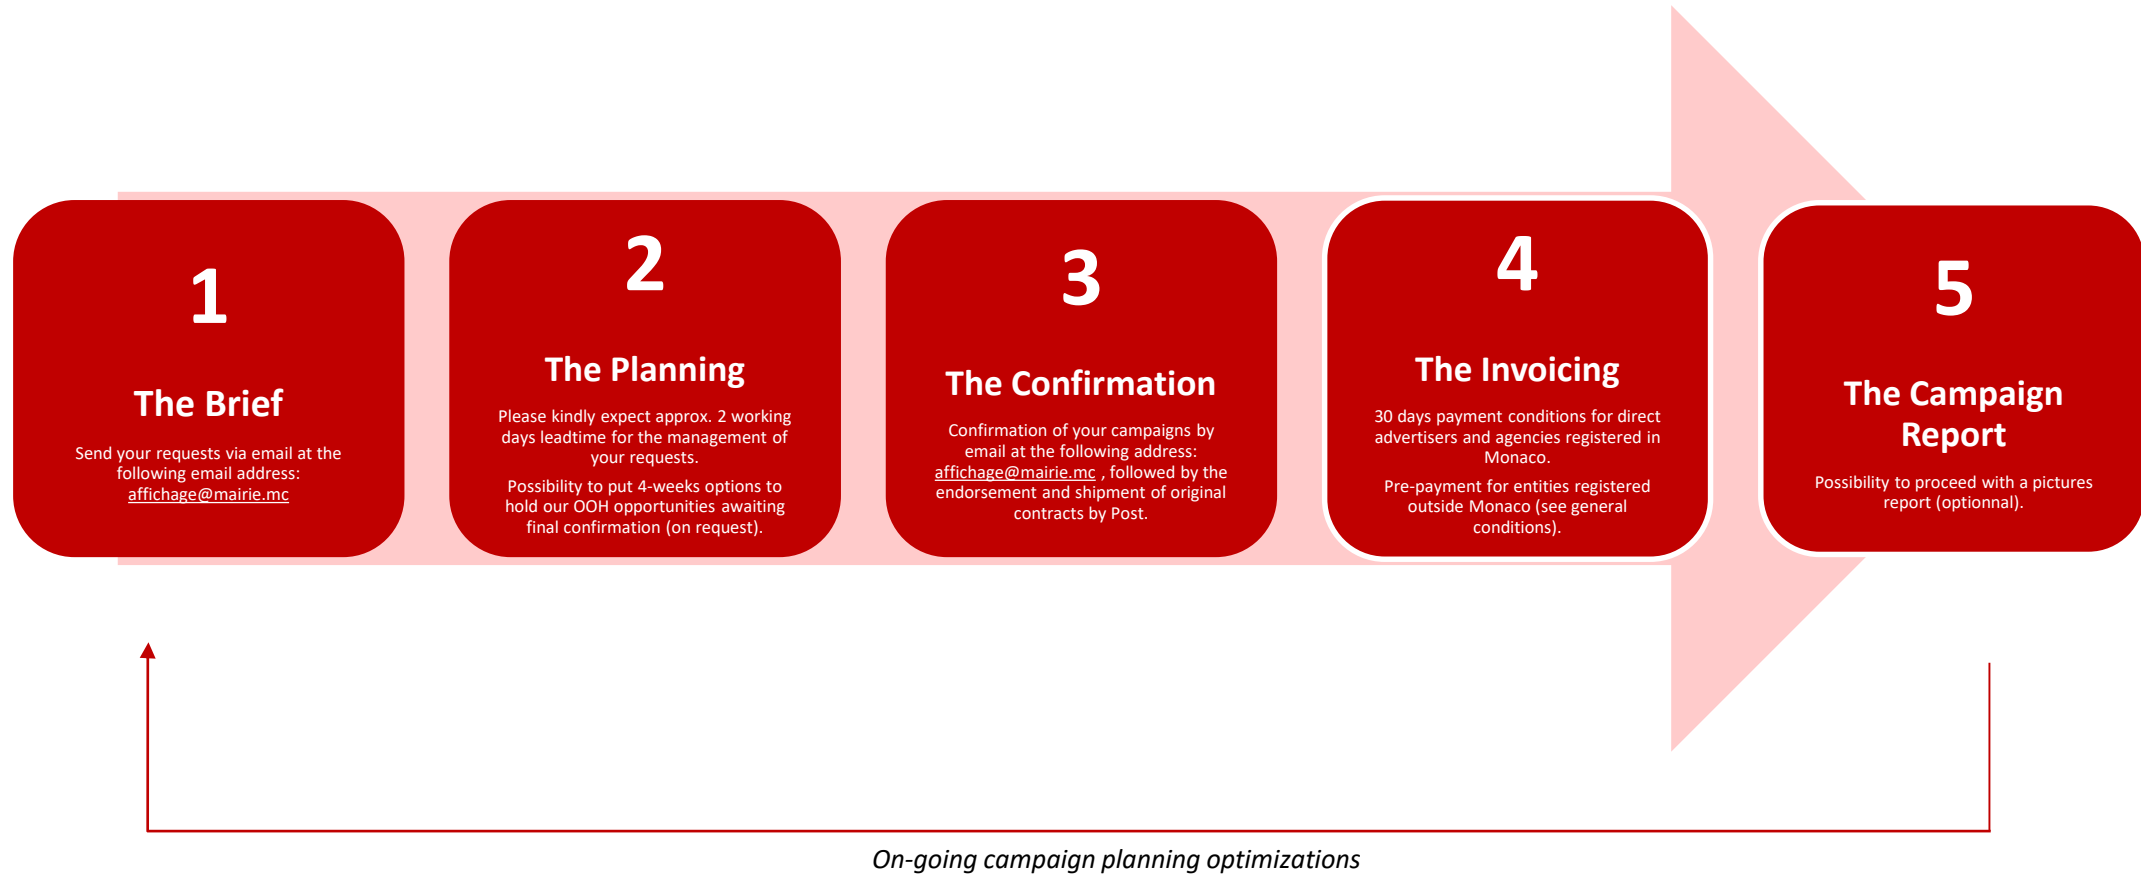 1
The Brief
Send your requests via email at the
following email address:
affichage@mairie.mc
2
The Planning
Please kindly expect approx. 2 working
days leadtime for the management of
your requests.
Possibility to put 4-weeks options to
hold our OOH opportunities awaiting
final confirmation (on request).
3
The Confirmation
Confirmation of your campaigns by
email at the following address:
affichage@mairie.mc , followed by the
endorsement and shipment of original
contracts by Post.
4
The Invoicing
30 days payment conditions for direct
advertisers and agencies registered in
Monaco.
Pre-payment for entities registered
outside Monaco (see general
conditions).
5
The Campaign
Report
Possibility to proceed with a pictures
report (optionnal).
On-going campaign planning optimizations